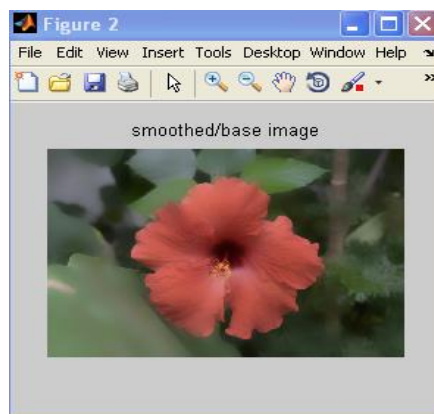 Figure 2
File Edit View Insert Tools Desktop Window Help
smoothed/base image